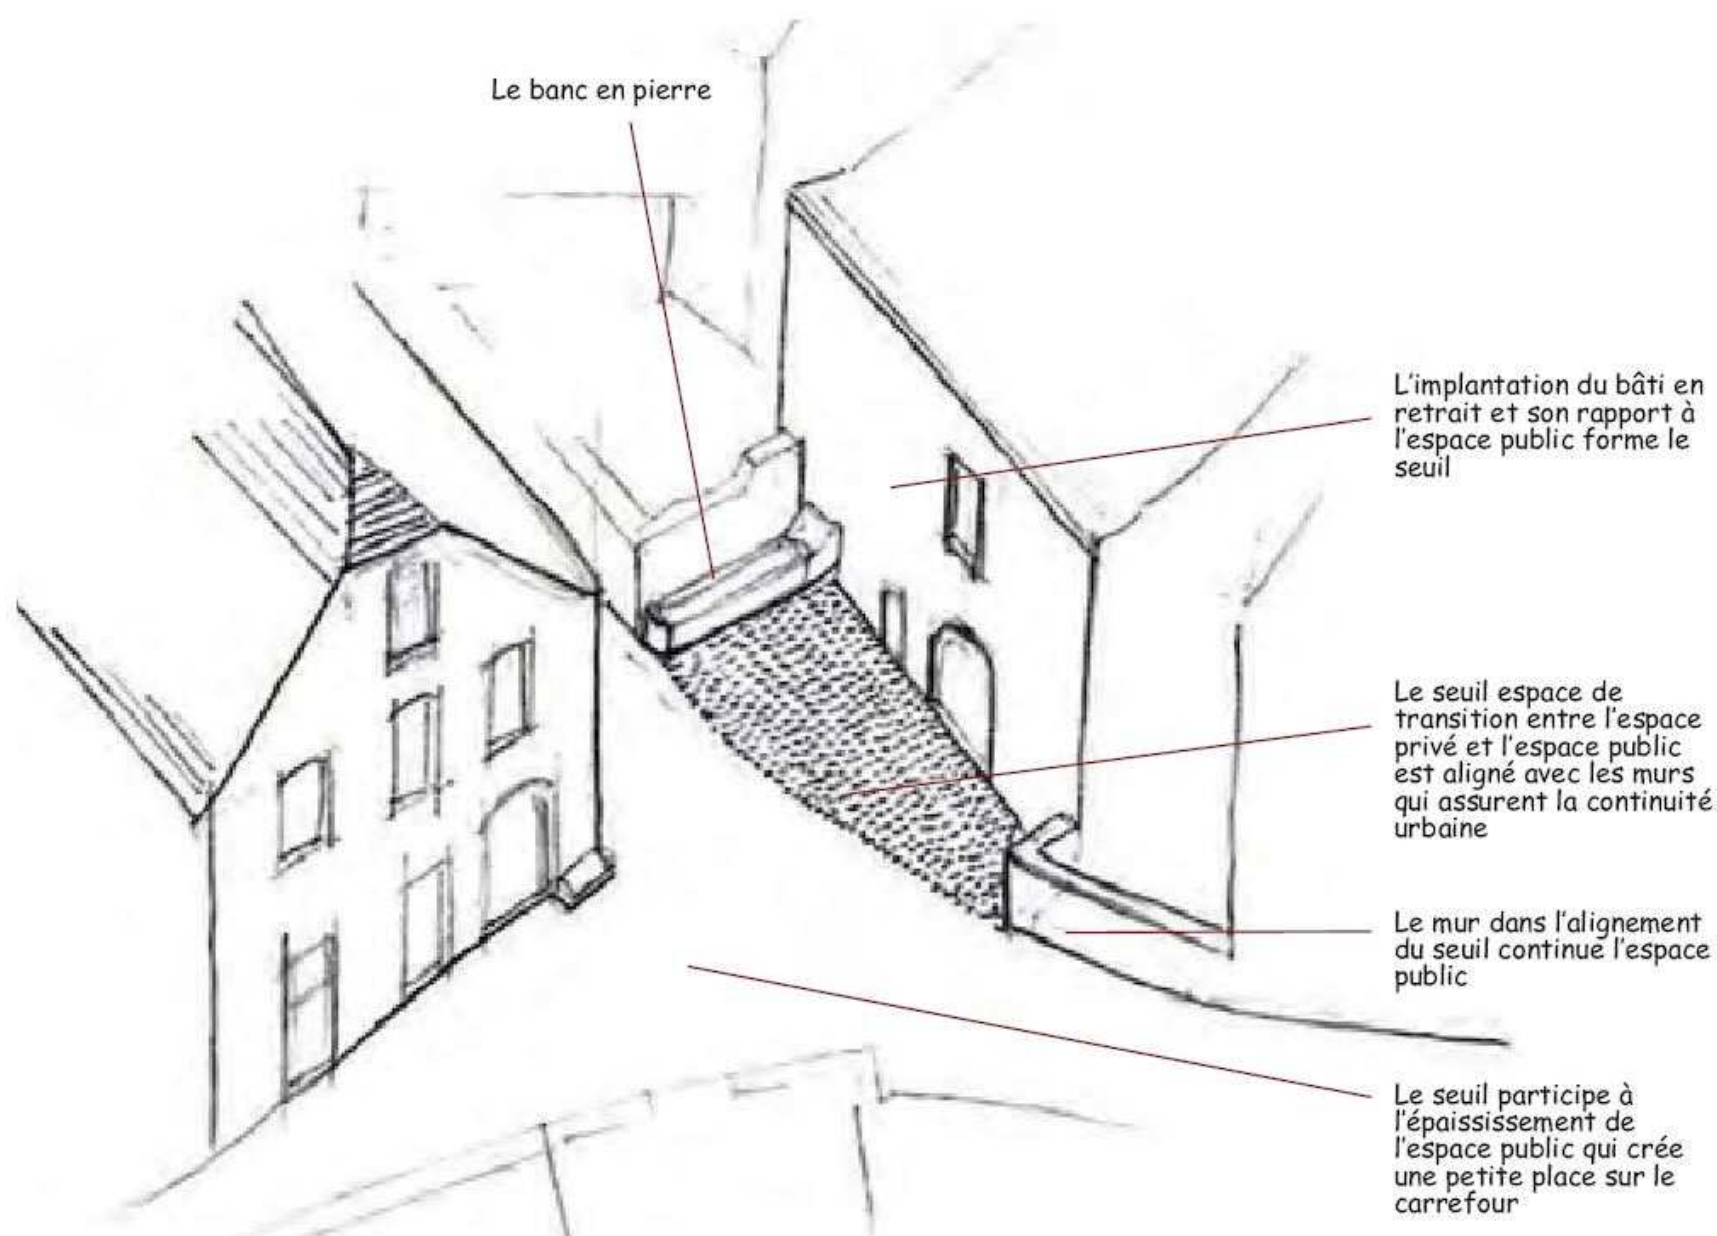 Le banc en pierre
L'implantation du bâti en
retrait et son rapport à
l'espace public forme le
seuil
Le seuil espace de
transition entre l'espace
privé et l'espace public
est aligné avec les murs
qui assurent la continuité
urbaine
Le mur dans l'alignement
du seuil continue l'espace
public
Le seuil participe à
l'épaississement de
l'espace public qui crée
une petite place sur le
carrefour